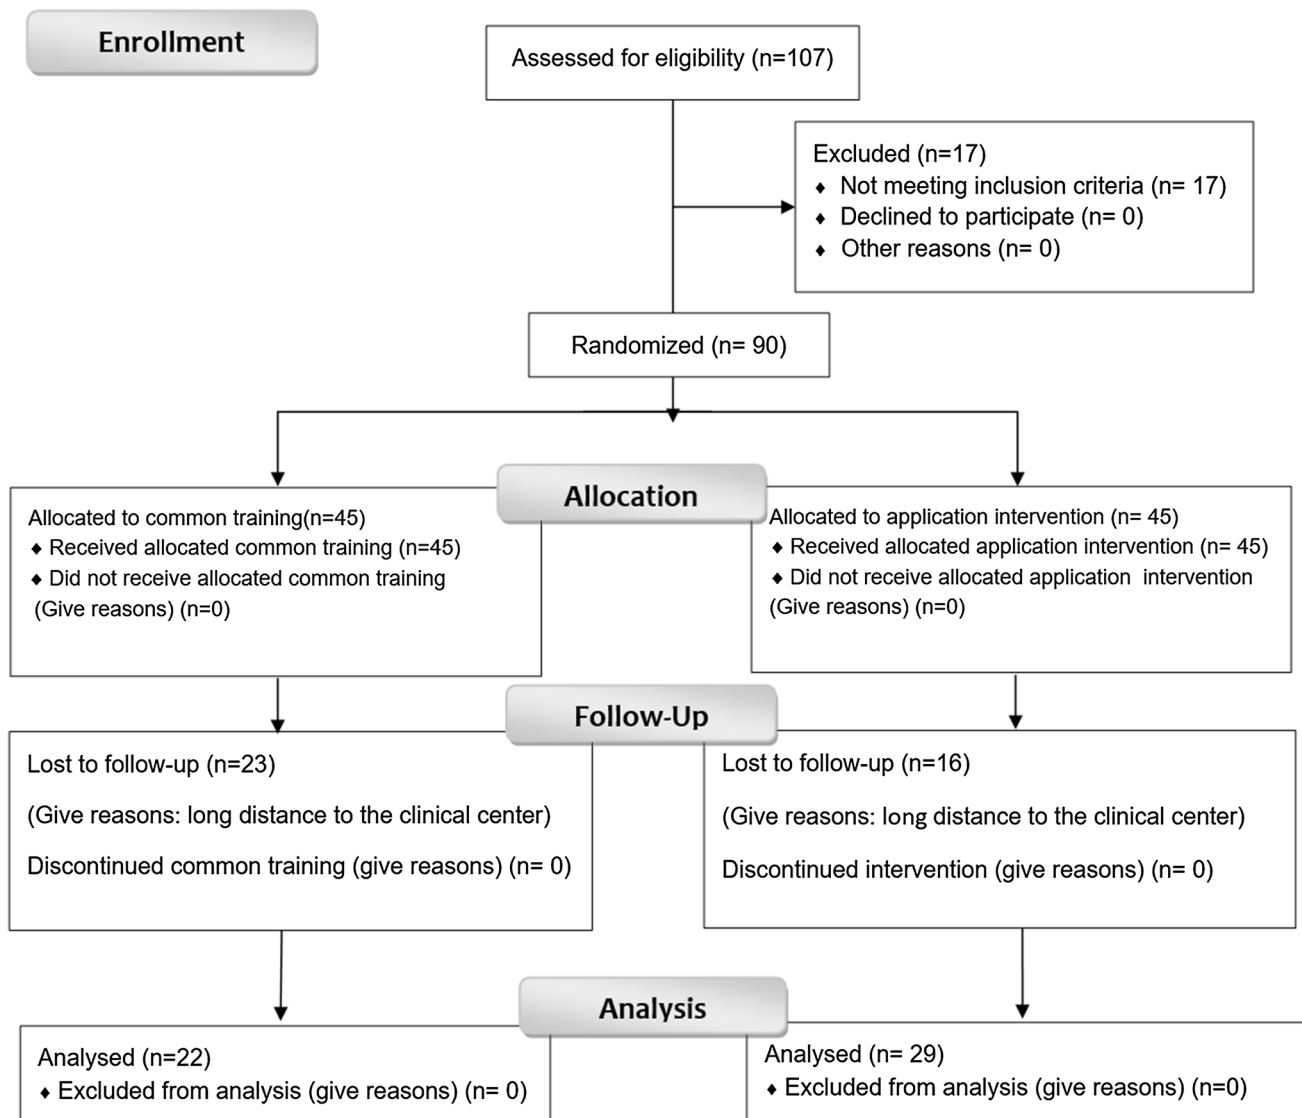 Enrollment
Assessed for eligibility (n=107)
Excluded (n=17)
♦ Not meeting inclusion criteria (n= 17)
♦ Declined to participate (n= 0)
♦ Other reasons (n= 0)
Randomized (n= 90)
Allocation
Allocated to common training(n=45)
♦ Received allocated common training (n=45)
♦ Did not receive allocated common training
(Give reasons) (n=0)
Allocated to application intervention (n= 45)
♦ Received allocated application intervention (n= 45)
♦ Did not receive allocated application intervention
(Give reasons) (n=0)
Follow-Up
Lost to follow-up (n=23)
(Give reasons: long distance to the clinical center)
Discontinued common training (give reasons) (n= 0)
Lost to follow-up (n=16)
(Give reasons: long distance to the clinical center)
Discontinued intervention (give reasons) (n= 0)
Analysis
Analysed (n=22)
♦ Excluded from analysis (give reasons) (n= 0)
Analysed (n= 29)
♦ Excluded from analysis (give reasons) (n=0)